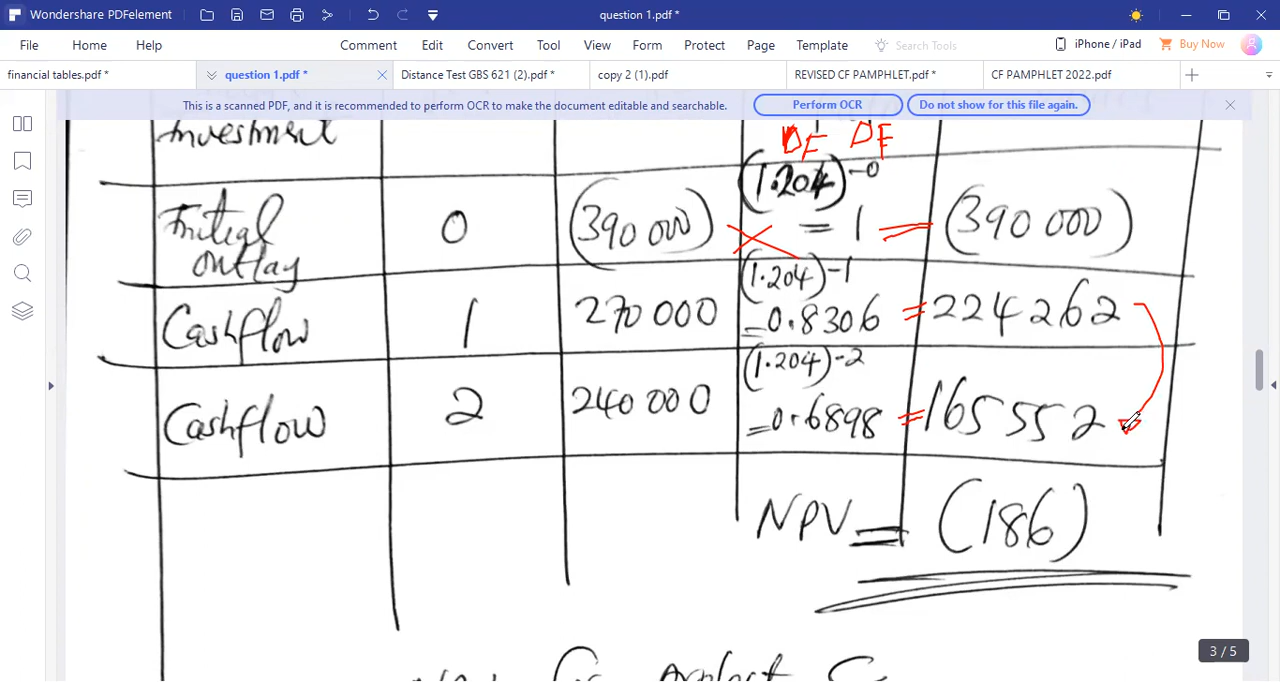 Wondershare PDFelement
question 1.pdf *
File Home Help Comment Edit Convert Tool View Form Protect Page Template Search Tools iPhone / iPad Buy Now
financial tables.pdf * question 1.pdf * Distance Test GBS 621 (2).pdf * copy 2 (1).pdf REVISED CF PAMPHLET.pdf * CF PAMPHLET 2022.pdf
This is a scanned PDF, and it is recommended to perform OCR to make the document editable and searchable. Perform OCR Do not show for this file again.
Investment DF DF
(1.204)-0
Initial 0 (390 000) = 1 = (390 000)
outlay
(1.204)-1
Cashflow 1 270 000 =0.8306 = 224 262
(1.204)-2
Cashflow 2 240 000 =0.6898 = 165 552
NPV = (186)
3 / 5